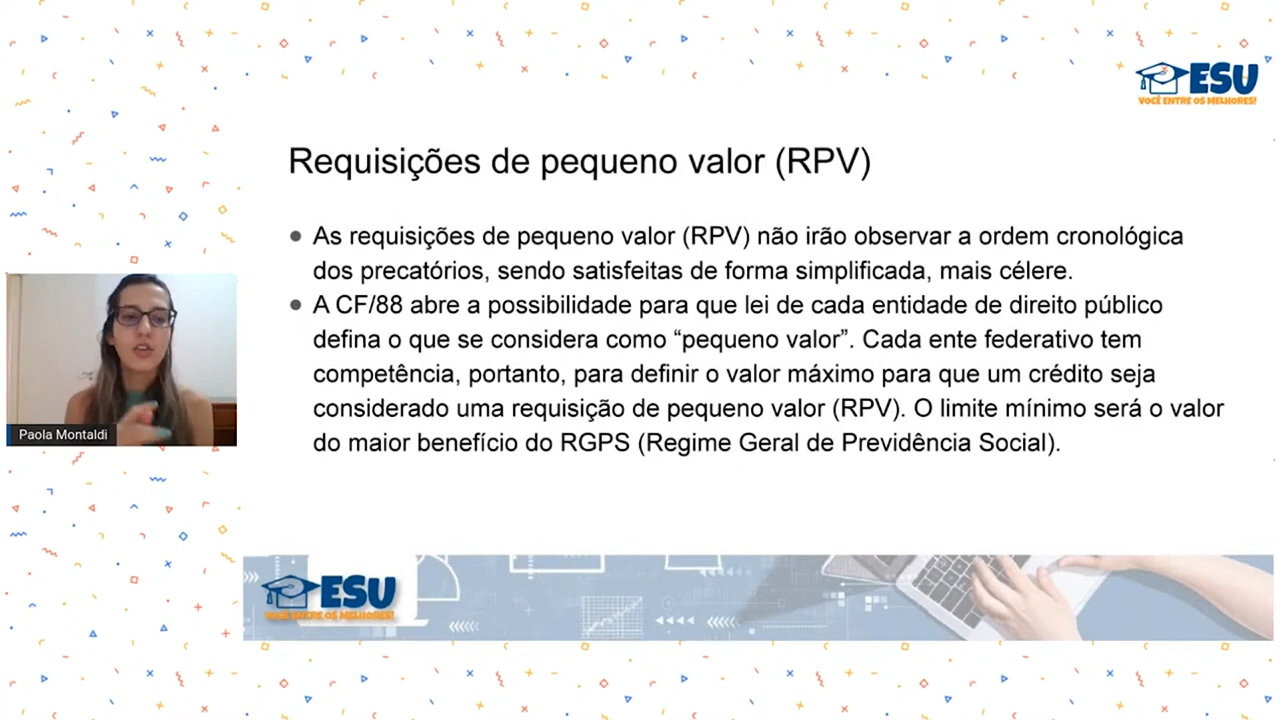 ESU
VOCÊ ENTRE OS MELHORES!
Requisições de pequeno valor (RPV)
● As requisições de pequeno valor (RPV) não irão observar a ordem cronológica
dos precatórios, sendo satisfeitas de forma simplificada, mais célere.
● A CF/88 abre a possibilidade para que lei de cada entidade de direito público
defina o que se considera como “pequeno valor”. Cada ente federativo tem
competência, portanto, para definir o valor máximo para que um crédito seja
considerado uma requisição de pequeno valor (RPV). O limite mínimo será o valor
do maior benefício do RGPS (Regime Geral de Previdência Social).
Paola Montaldi
ESU
VOCÊ ENTRE OS MELHORES!